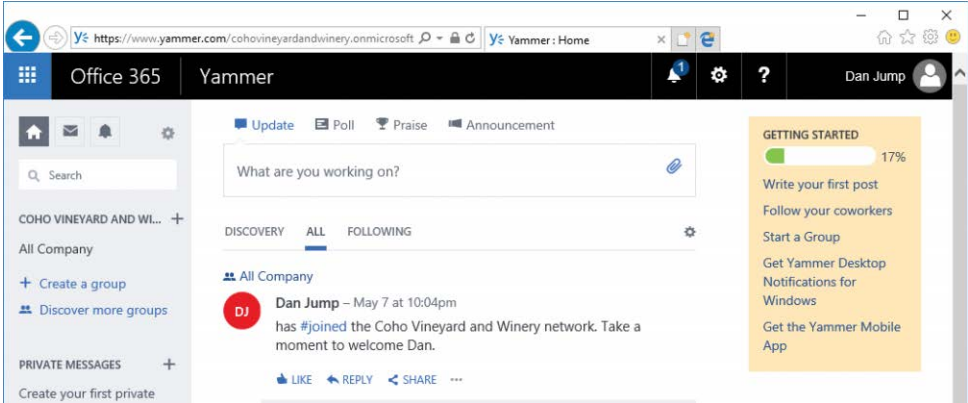 https://www.yammer.com/cohovineyardandwinery.onmicrosoft
Yammer : Home
Office 365
Yammer
1
?
Dan Jump
Search
COHO VINEYARD AND WI...
All Company
+ Create a group
Discover more groups
PRIVATE MESSAGES
Create your first private
Update
Poll
Praise
Announcement
What are you working on?
DISCOVERY
ALL
FOLLOWING
All Company
DJ
Dan Jump – May 7 at 10:04pm
has #joined the Coho Vineyard and Winery network. Take a
moment to welcome Dan.
LIKE
REPLY
SHARE
GETTING STARTED
17%
Write your first post
Follow your coworkers
Start a Group
Get Yammer Desktop
Notifications for
Windows
Get the Yammer Mobile
App